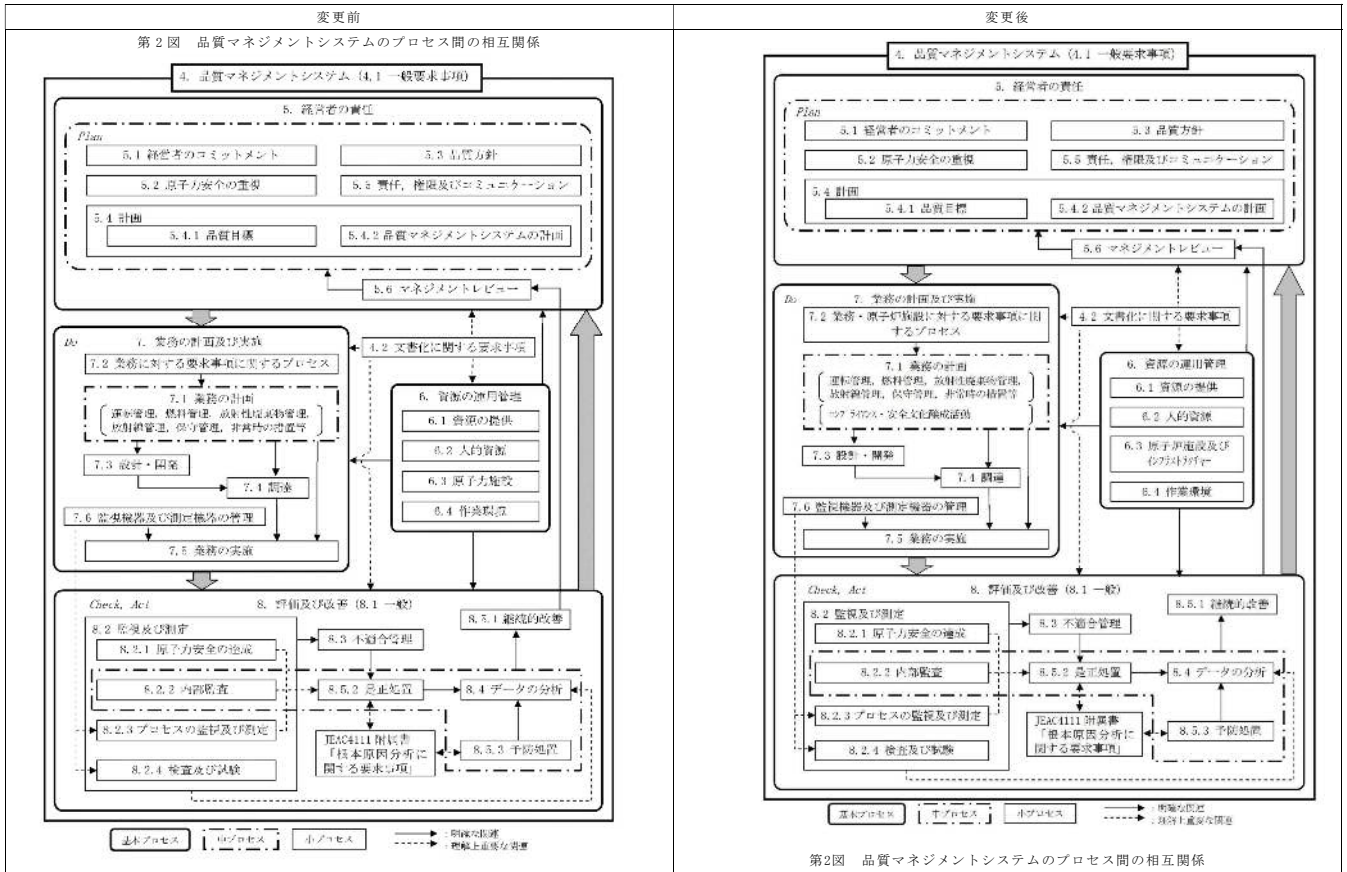 変更前
第2図 品質マネジメントシステムのプロセス間の相互関係
4. 品質マネジメントシステム (4.1 一般要求事項)
5. 経営者の責任
Plan
5.1 経営者のコミットメント
5.3 品質方針
5.2 原子力安全の重視
5.5 責任，権限及びコミュニケーション
5.4 計画
5.4.1 品質目標
5.4.2 品質マネジメントシステムの計画
5.6 マネジメントレビュー
Do
7. 業務の計画及び実施
7.2 業務に対する要求事項に関するプロセス
4.2 文書化に関する要求事項
7.1 業務の計画
運転管理，燃料管理，放射性廃棄物管理，
放射線管理，保守管理，非常時の措置等
7.3 設計・開発
7.4 調達
7.6 監視機器及び測定機器の管理
7.5 業務の実施
6. 資源の運用管理
6.1 資源の提供
6.2 人的資源
6.3 原子力施設
6.4 作業環境
Check, Act
8. 評価及び改善 (8.1 一般)
8.2 監視及び測定
8.2.1 原子力安全の達成
8.2.2 内部監査
8.2.3 プロセスの監視及び測定
8.2.4 検査及び試験
8.3 不適合管理
8.5.1 継続的改善
8.5.2 是正処置
8.4 データの分析
JEAC4111 附属書
「根本原因分析に
関する要求事項」
8.5.3 予防処置
基本プロセス
中プロセス
小プロセス
：明確な関連
：理解上重要な関連
変更後
4. 品質マネジメントシステム (4.1 一般要求事項)
5. 経営者の責任
Plan
5.1 経営者のコミットメント
5.3 品質方針
5.2 原子力安全の重視
5.5 責任，権限及びコミュニケーション
5.4 計画
5.4.1 品質目標
5.4.2 品質マネジメントシステムの計画
5.6 マネジメントレビュー
Do
7. 業務の計画及び実施
7.2 業務・原子炉施設に対する要求事項に関
するプロセス
4.2 文書化に関する要求事項
7.1 業務の計画
運転管理，燃料管理，放射性廃棄物管理，
放射線管理，保守管理，非常時の措置等
コンプライアンス・安全文化醸成活動
7.3 設計・開発
7.4 調達
7.6 監視機器及び測定機器の管理
7.5 業務の実施
6. 資源の運用管理
6.1 資源の提供
6.2 人的資源
6.3 原子炉施設及び
インフラストラクチャー
6.4 作業環境
Check, Act
8. 評価及び改善 (8.1 一般)
8.2 監視及び測定
8.2.1 原子力安全の達成
8.2.2 内部監査
8.2.3 プロセスの監視及び測定
8.2.4 検査及び試験
8.3 不適合管理
8.5.1 継続的改善
8.5.2 是正処置
8.4 データの分析
JEAC4111 附属書
「根本原因分析に
関する要求事項」
8.5.3 予防処置
基本プロセス
中プロセス
小プロセス
：明確な関連
：理解上重要な関連
第2図 品質マネジメントシステムのプロセス間の相互関係